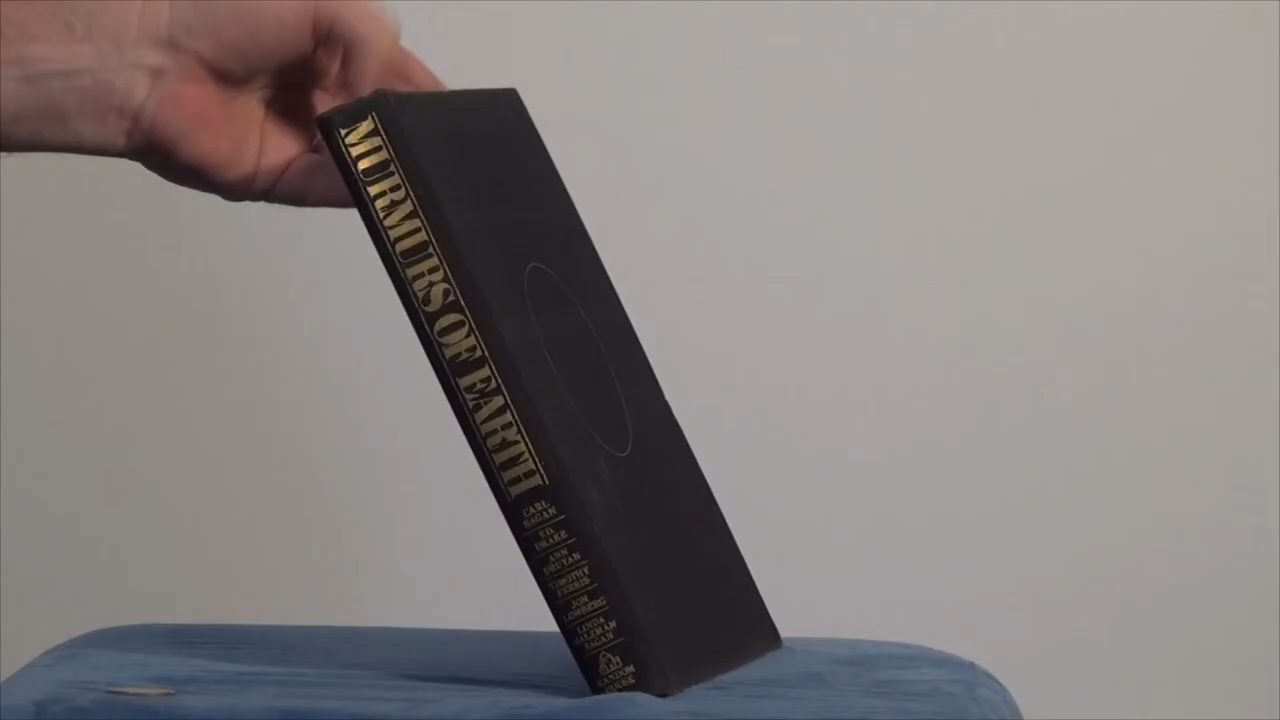 MURMURS OF EARTH
CARL
SAGAN
F.D.
DRAKE
ANN
DRUYAN
TIMOTHY
FERRIS
JON
LOMBERG
LINDA
SALZMAN
SAGAN
RANDOM
HOUSE